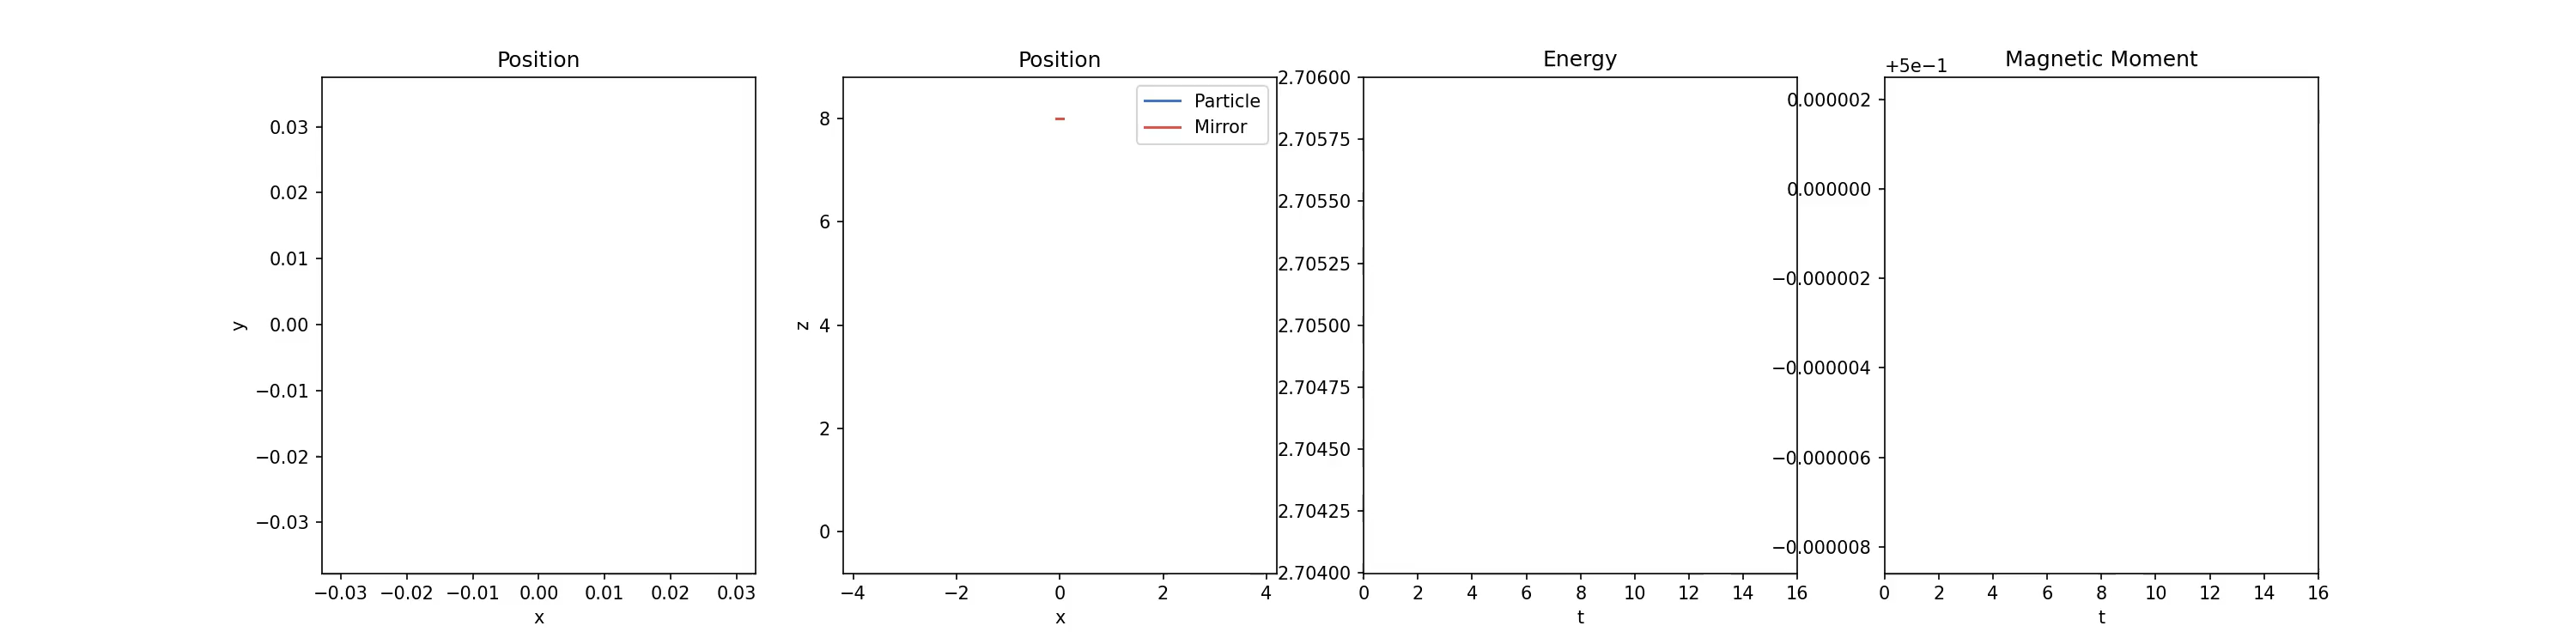 Position
0.03
0.02
0.01
0.00
−0.01
−0.02
−0.03
y
−0.03 −0.02 −0.01 0.00 0.01 0.02 0.03
x
Position
Particle
Mirror
8
6
4
2
0
z
−4 −2 0 2 4
x
Energy
2.70600
2.70575
2.70550
2.70525
2.70500
2.70475
2.70450
2.70425
2.70400
0 2 4 6 8 10 12 14 16
t
Magnetic Moment
+5e−1
0.000002
0.000000
−0.000002
−0.000004
−0.000006
−0.000008
0 2 4 6 8 10 12 14 16
t